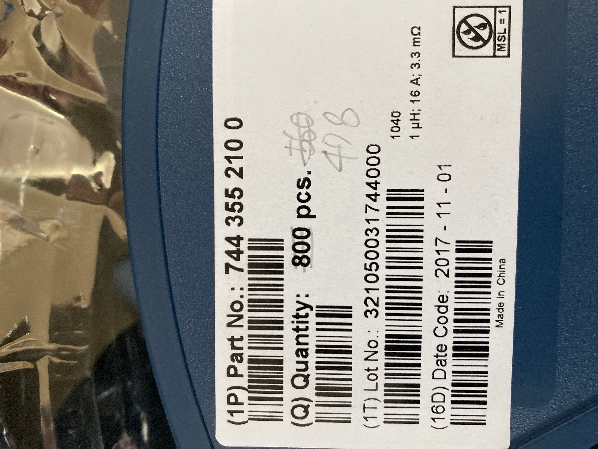 (1P) Part No.: 744 355 210 0
(Q) Quantity: 800 pcs.
(1T) Lot No.: 321050031744000
1040
1 µH; 16 A; 3.3 mΩ
(16D) Date Code: 2017 - 11 - 01
Made in China
MSL = 1